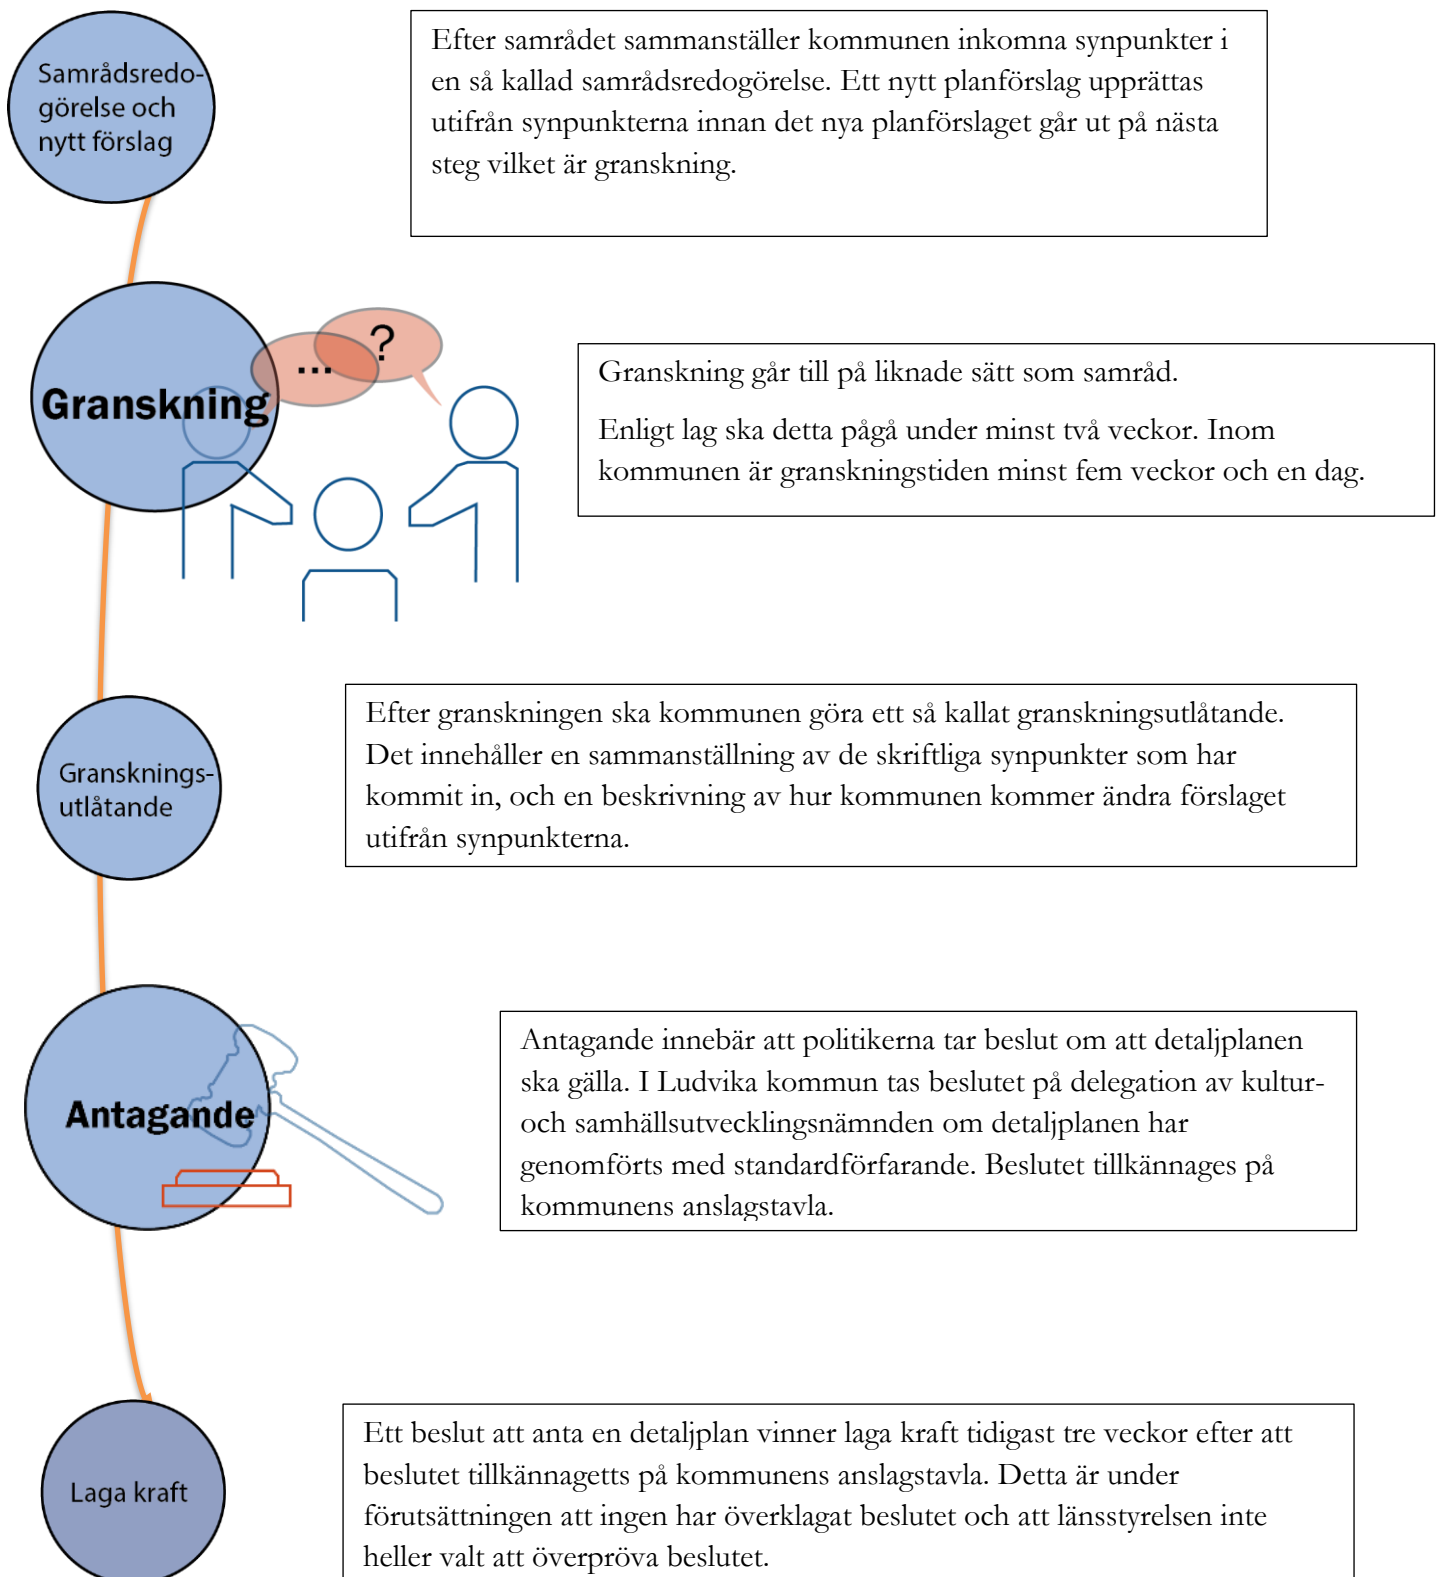 Samrådsredo-
görelse och
nytt förslag
Efter samrådet sammanställer kommunen inkomna synpunkter i
en så kallad samrådsredogörelse. Ett nytt planförslag upprättas
utifrån synpunkterna innan det nya planförslaget går ut på nästa
steg vilket är granskning.
Granskning
...
?
Granskning går till på liknade sätt som samråd.
Enligt lag ska detta pågå under minst två veckor. Inom
kommunen är granskningstiden minst fem veckor och en dag.
Gransknings-
utlåtande
Efter granskningen ska kommunen göra ett så kallat granskningsutlåtande.
Det innehåller en sammanställning av de skriftliga synpunkter som har
kommit in, och en beskrivning av hur kommunen kommer ändra förslaget
utifrån synpunkterna.
Antagande
Antagande innebär att politikerna tar beslut om att detaljplanen
ska gälla. I Ludvika kommun tas beslutet på delegation av kultur-
och samhällsutvecklingsnämnden om detaljplanen har
genomförts med standardförfarande. Beslutet tillkännages på
kommunens anslagstavla.
Laga kraft
Ett beslut att anta en detaljplan vinner laga kraft tidigast tre veckor efter att
beslutet tillkännagetts på kommunens anslagstavla. Detta är under
förutsättningen att ingen har överklagat beslutet och att länsstyrelsen inte
heller valt att överpröva beslutet.